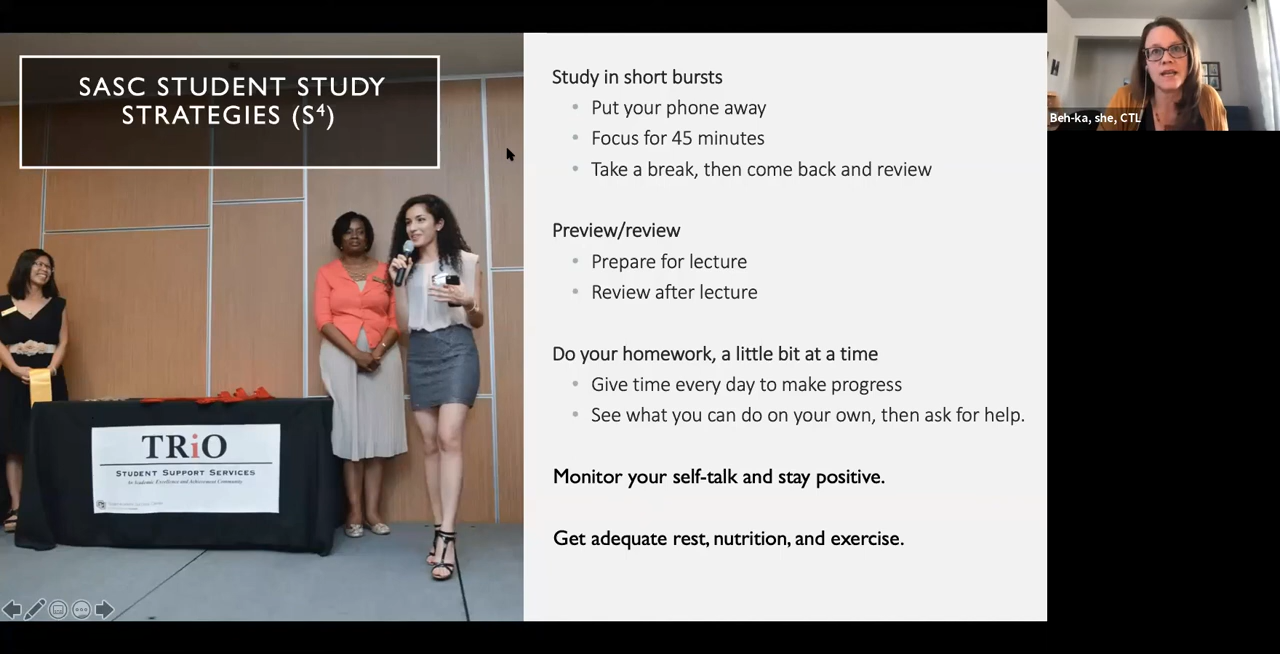 SASC STUDENT STUDY
STRATEGIES (S⁴)
TRiO
STUDENT SUPPORT SERVICES
An Academic Excellence and Achievement Community
Study in short bursts
• Put your phone away
• Focus for 45 minutes
• Take a break, then come back and review
Preview/review
• Prepare for lecture
• Review after lecture
Do your homework, a little bit at a time
• Give time every day to make progress
• See what you can do on your own, then ask for help.
Monitor your self-talk and stay positive.
Get adequate rest, nutrition, and exercise.
Beh-ka, she, CTL